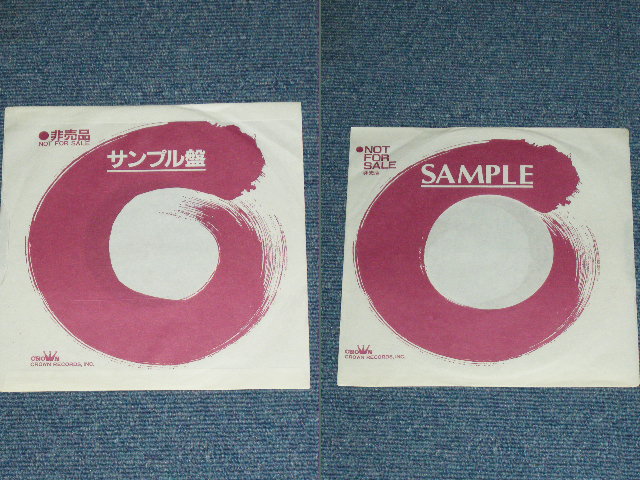 ●非売品
NOT FOR SALE
サンプル盤
CROWN
CROWN RECORDS, INC.
●NOT
FOR
SALE
非売品
SAMPLE
CROWN
CROWN RECORDS, INC.